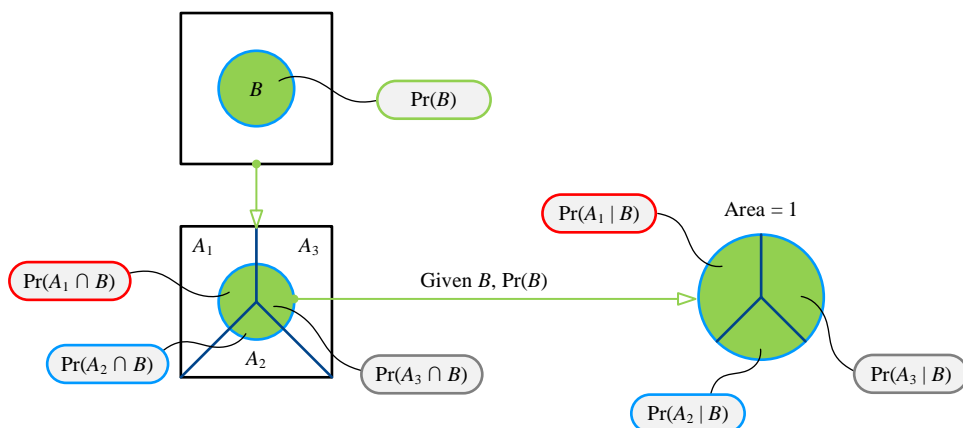 B
Pr(B)
A₁
A₃
Pr(A₁ ∩ B)
Pr(A₂ ∩ B)
A₂
Pr(A₃ ∩ B)
Given B, Pr(B)
Pr(A₁ | B)
Area = 1
Pr(A₃ | B)
Pr(A₂ | B)